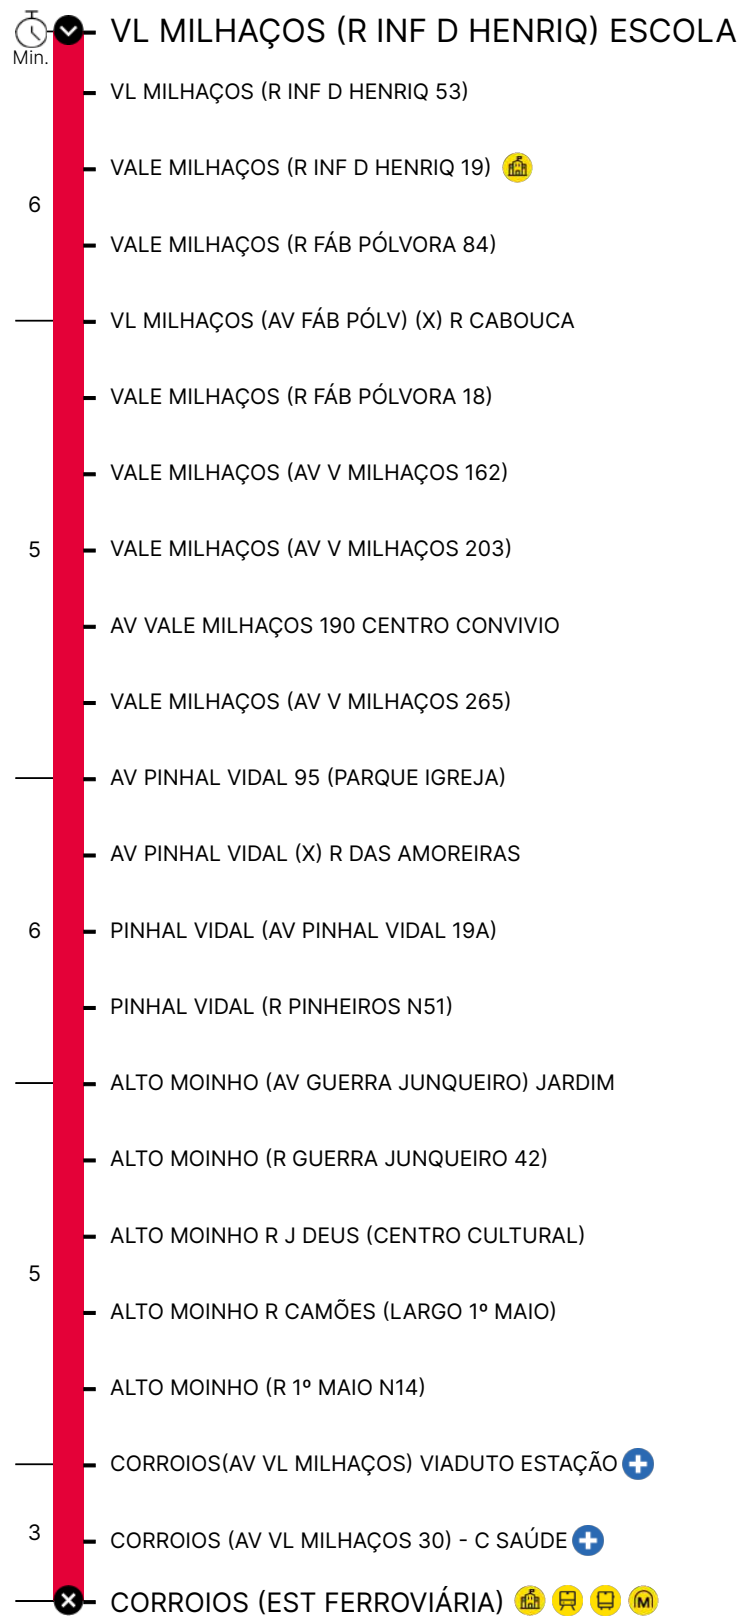 VL MILHAÇOS (R INF D HENRIQ) ESCOLA
Min.
VL MILHAÇOS (R INF D HENRIQ 53)
VALE MILHAÇOS (R INF D HENRIQ 19)
6
VALE MILHAÇOS (R FÁB PÓLVORA 84)
VL MILHAÇOS (AV FÁB PÓLV) (X) R CABOUCA
VALE MILHAÇOS (R FÁB PÓLVORA 18)
VALE MILHAÇOS (AV V MILHAÇOS 162)
5
VALE MILHAÇOS (AV V MILHAÇOS 203)
AV VALE MILHAÇOS 190 CENTRO CONVIVIO
VALE MILHAÇOS (AV V MILHAÇOS 265)
AV PINHAL VIDAL 95 (PARQUE IGREJA)
AV PINHAL VIDAL (X) R DAS AMOREIRAS
6
PINHAL VIDAL (AV PINHAL VIDAL 19A)
PINHAL VIDAL (R PINHEIROS N51)
ALTO MOINHO (AV GUERRA JUNQUEIRO) JARDIM
ALTO MOINHO (R GUERRA JUNQUEIRO 42)
ALTO MOINHO R J DEUS (CENTRO CULTURAL)
5
ALTO MOINHO R CAMÕES (LARGO 1º MAIO)
ALTO MOINHO (R 1º MAIO N14)
CORROIOS(AV VL MILHAÇOS) VIADUTO ESTAÇÃO
3
CORROIOS (AV VL MILHAÇOS 30) - C SAÚDE
CORROIOS (EST FERROVIÁRIA) M